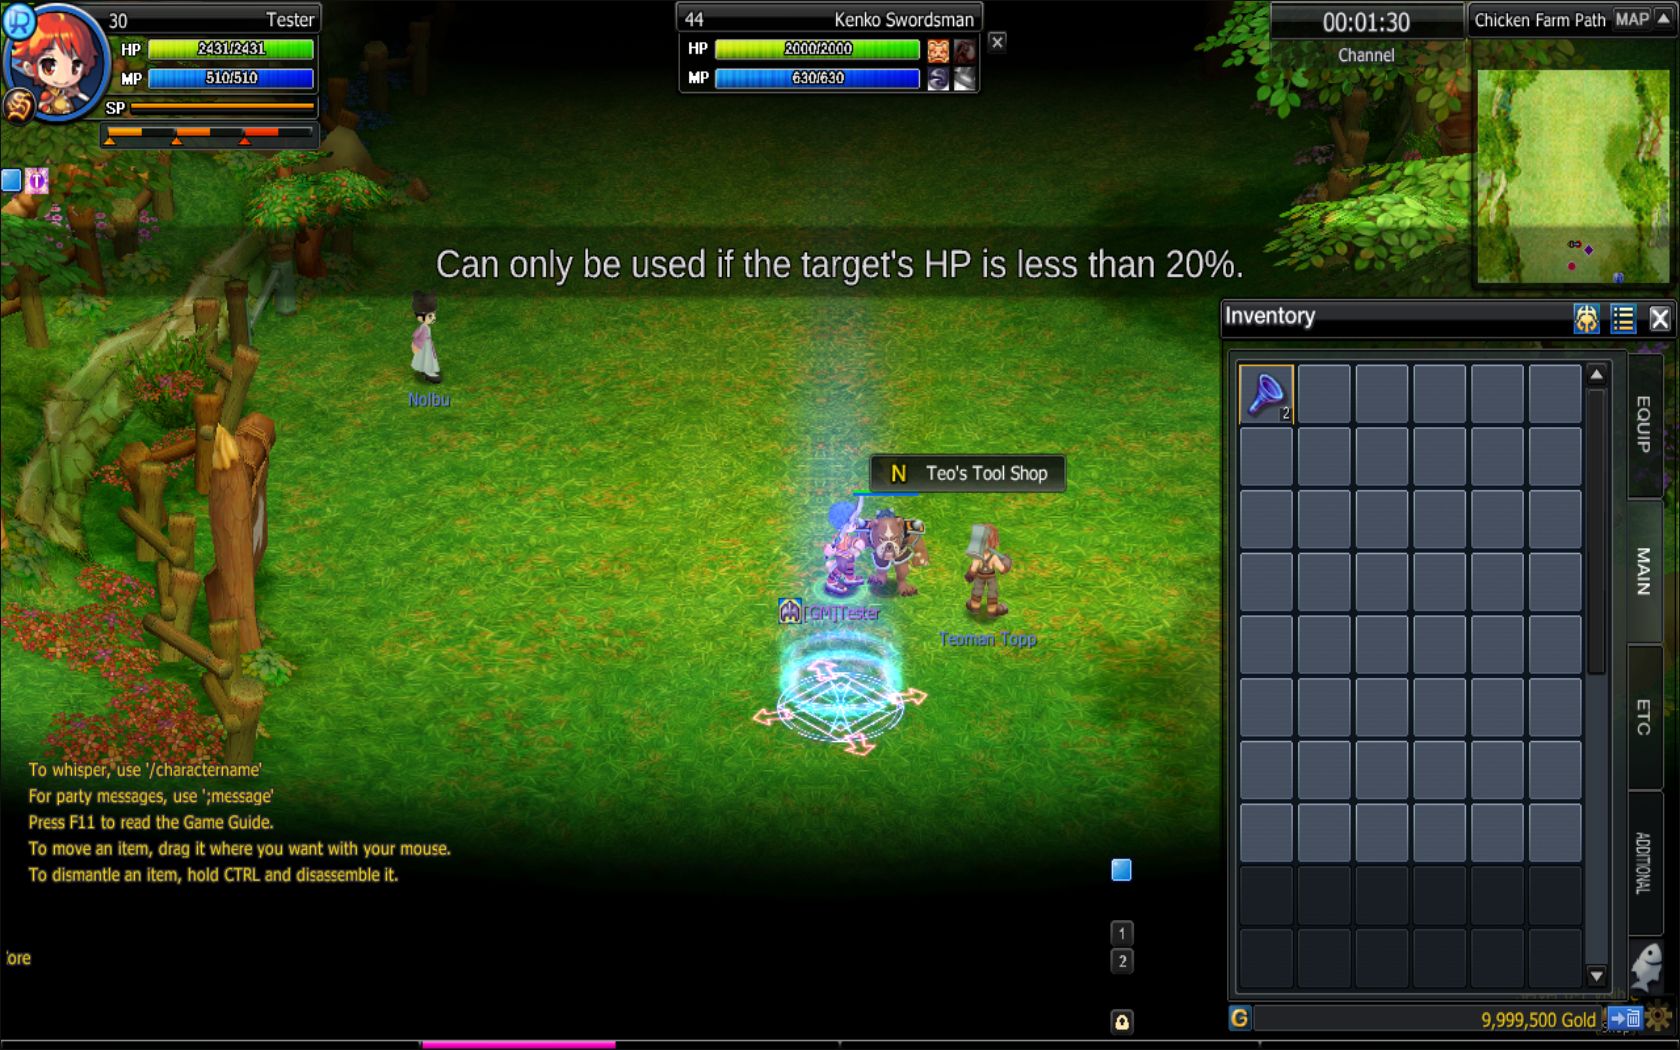 30 Tester
HP 2431/2431
MP 510/510
SP
44 Kenko Swordsman
HP 2000/2000
MP 630/630
00:01:30
Channel
Chicken Farm Path MAP
T
Can only be used if the target's HP is less than 20%.
Nolbu
N Teo's Tool Shop
[GM]Tester
Teoman Topp
Inventory
2
EQUIP
MAIN
ETC
ADDITIONAL
To whisper, use '/charactername'
For party messages, use ';message'
Press F11 to read the Game Guide.
To move an item, drag it where you want with your mouse.
To dismantle an item, hold CTRL and disassemble it.
1
2
G 9,999,500 Gold